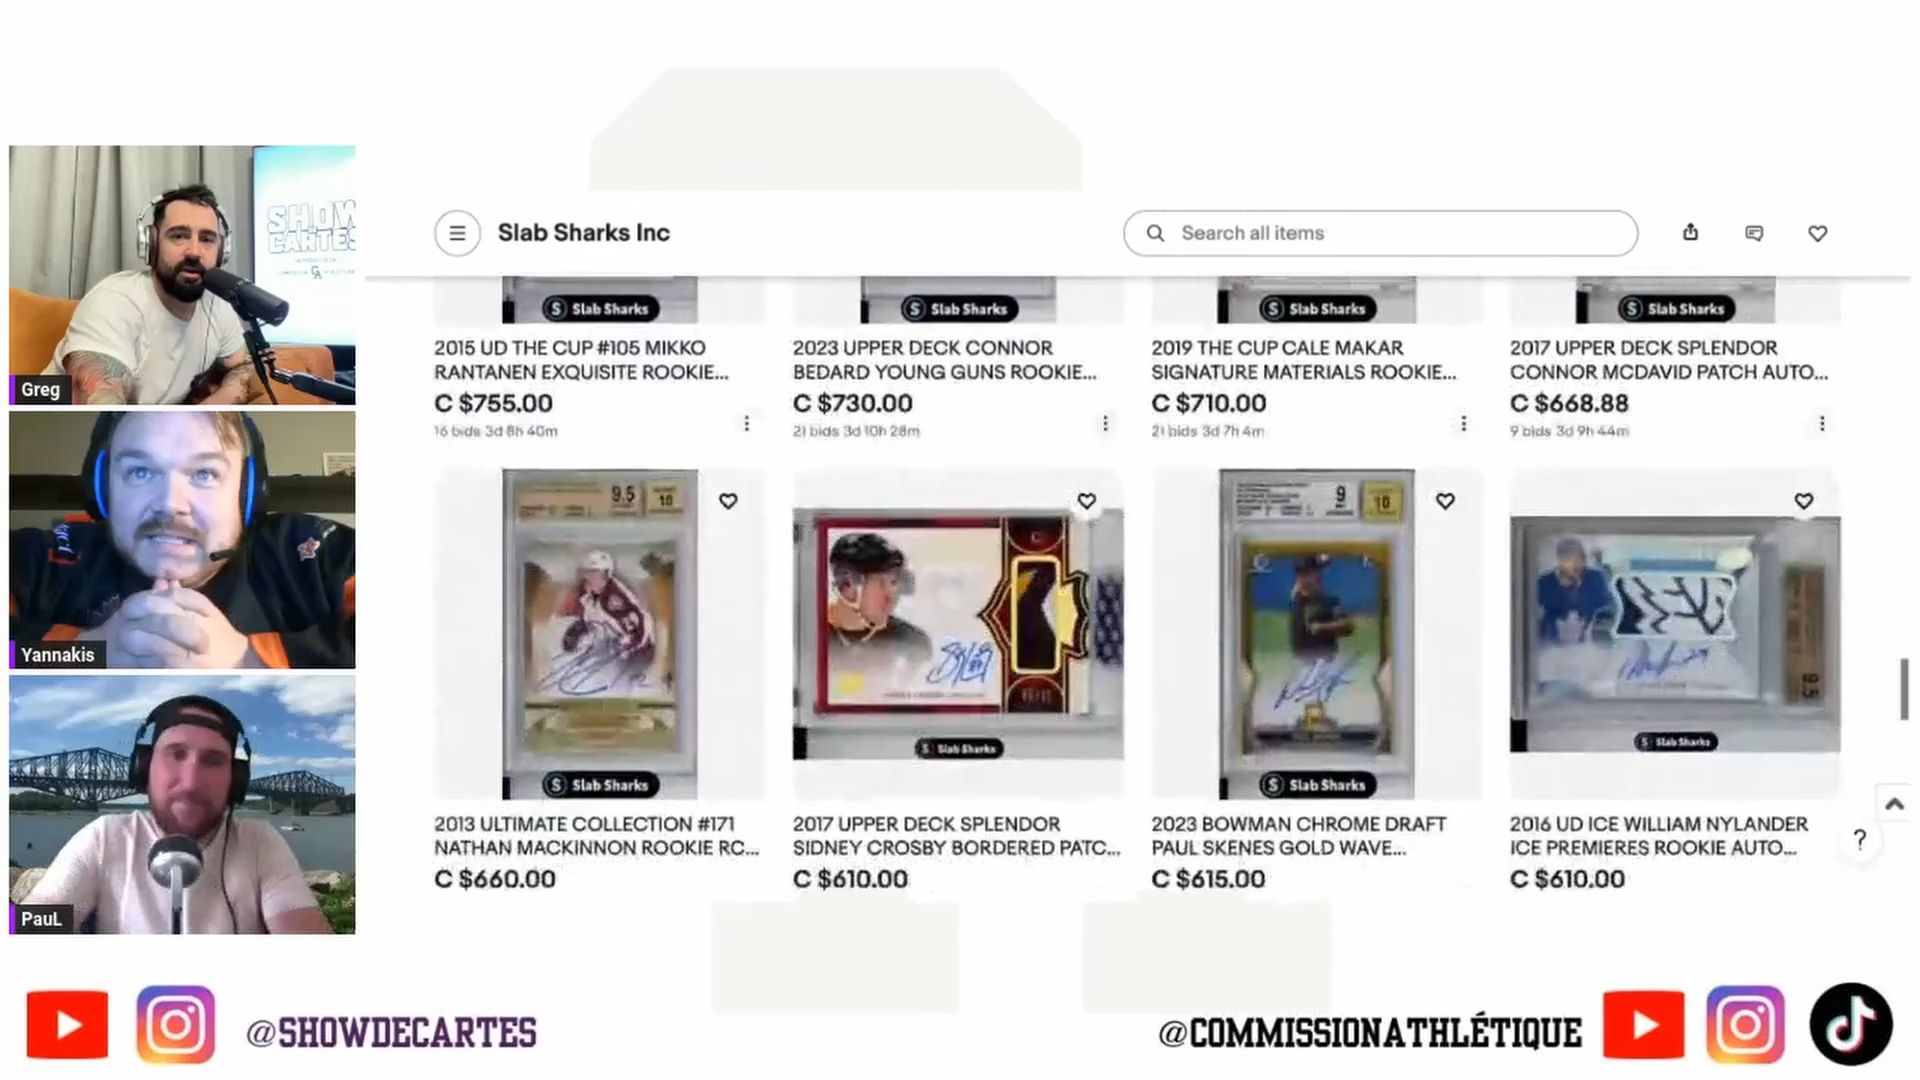 SHOW
CARTES
Greg
Yannakis
PauL
Slab Sharks Inc
Search all items
Slab Sharks
Slab Sharks
Slab Sharks
Slab Sharks
2015 UD THE CUP #105 MIKKO
RANTANEN EXQUISITE ROOKIE...
C $755.00
16 bids 3d 8h 40m
2023 UPPER DECK CONNOR
BEDARD YOUNG GUNS ROOKIE...
C $730.00
21 bids 3d 10h 28m
2019 THE CUP CALE MAKAR
SIGNATURE MATERIALS ROOKIE...
C $710.00
21 bids 3d 7h 4m
2017 UPPER DECK SPLENDOR
CONNOR MCDAVID PATCH AUTO...
C $668.88
9 bids 3d 9h 44m
9.5
10
Slab Sharks
2013 ULTIMATE COLLECTION #171
NATHAN MACKINNON ROOKIE RC...
C $660.00
Slab Sharks
2017 UPPER DECK SPLENDOR
SIDNEY CROSBY BORDERED PATC...
C $610.00
9
10
Slab Sharks
2023 BOWMAN CHROME DRAFT
PAUL SKENES GOLD WAVE...
C $615.00
9.5
Slab Sharks
2016 UD ICE WILLIAM NYLANDER
ICE PREMIERES ROOKIE AUTO...
C $610.00
?
@SHOWDECARTES
@COMMISSIONATHLÉTIQUE